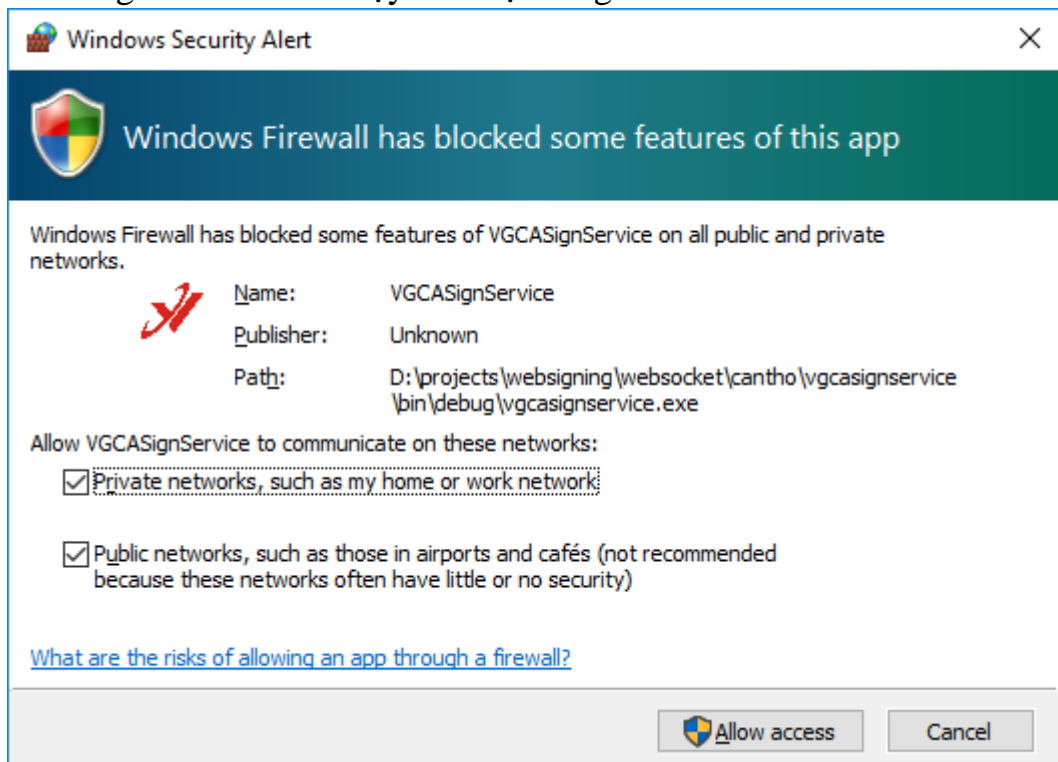 Windows Security Alert
Windows Firewall has blocked some features of this app
Windows Firewall has blocked some features of VGCASignService on all public and private
networks.
Name: VGCASignService
Publisher: Unknown
Path: D:\projects\websigning\websocket\cantho\vgcasignservice
\bin\debug\vgcasignservice.exe
Allow VGCASignService to communicate on these networks:
Private networks, such as my home or work network
Public networks, such as those in airports and cafés (not recommended
because these networks often have little or no security)
What are the risks of allowing an app through a firewall?
Allow access Cancel